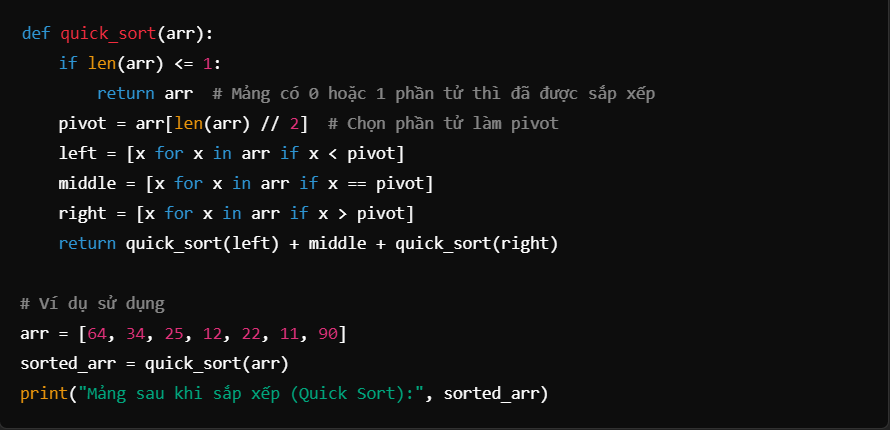 def quick_sort(arr):
    if len(arr) <= 1:
        return arr  # Mảng có 0 hoặc 1 phần tử thì đã được sắp xếp
    pivot = arr[len(arr) // 2]  # Chọn phần tử làm pivot
    left = [x for x in arr if x < pivot]
    middle = [x for x in arr if x == pivot]
    right = [x for x in arr if x > pivot]
    return quick_sort(left) + middle + quick_sort(right)

# Ví dụ sử dụng
arr = [64, 34, 25, 12, 22, 11, 90]
sorted_arr = quick_sort(arr)
print("Mảng sau khi sắp xếp (Quick Sort):", sorted_arr)